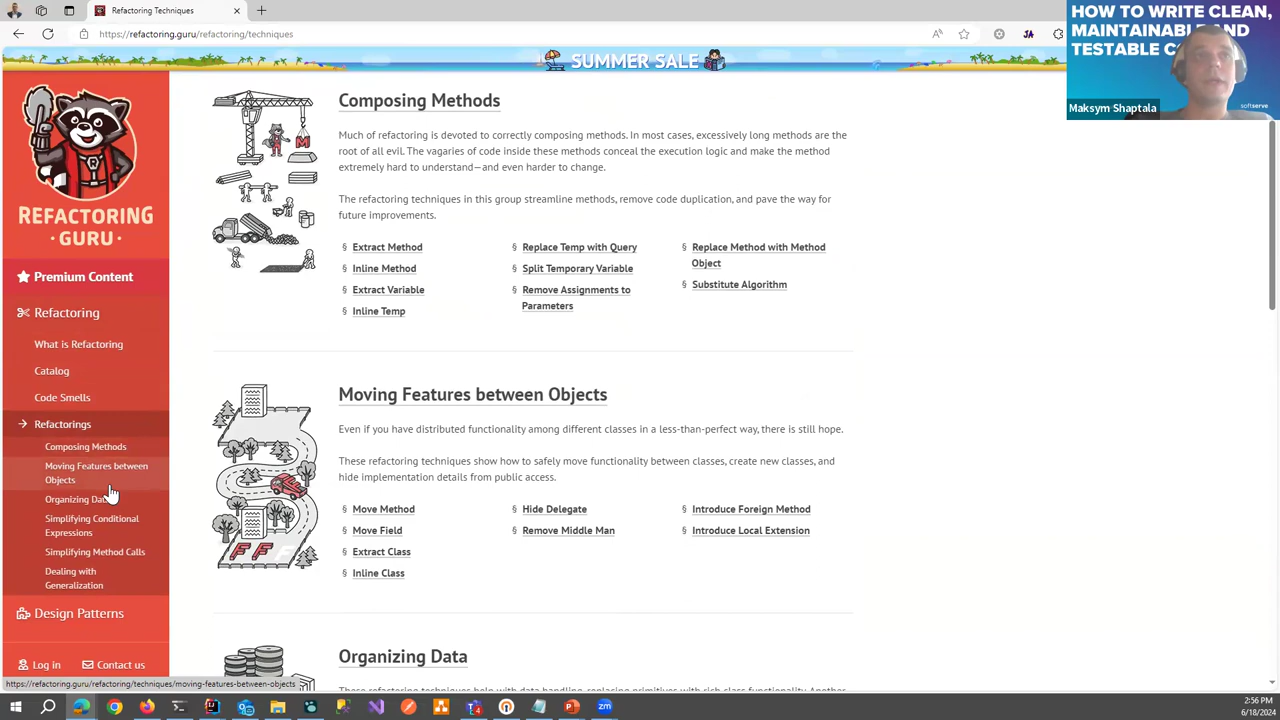 Refactoring Techniques
https://refactoring.guru/refactoring/techniques
SUMMER SALE
HOW TO WRITE CLEAN,
MAINTAINABLE AND
TESTABLE
Maksym Shaptala
softserve
REFACTORING
·GURU·
Premium Content
Refactoring
What is Refactoring
Catalog
Code Smells
Refactorings
Composing Methods
Moving Features between
Objects
Organizing
Simplifying Conditional
Expressions
Simplifying Method Calls
Dealing with
Generalization
Design Patterns
Log in
Contact us
Composing Methods
Much of refactoring is devoted to correctly composing methods. In most cases, excessively long methods are the
root of all evil. The vagaries of code inside these methods conceal the execution logic and make the method
extremely hard to understand—and even harder to change.
The refactoring techniques in this group streamline methods, remove code duplication, and pave the way for
future improvements.
§ Extract Method
§ Inline Method
§ Extract Variable
§ Inline Temp
§ Replace Temp with Query
§ Split Temporary Variable
§ Remove Assignments to
Parameters
§ Replace Method with Method
Object
§ Substitute Algorithm
Moving Features between Objects
Even if you have distributed functionality among different classes in a less-than-perfect way, there is still hope.
These refactoring techniques show how to safely move functionality between classes, create new classes, and
hide implementation details from public access.
§ Move Method
§ Move Field
§ Extract Class
§ Inline Class
§ Hide Delegate
§ Remove Middle Man
§ Introduce Foreign Method
§ Introduce Local Extension
Organizing Data
https://refactoring.guru/refactoring/techniques/moving-features-between-objects
2:56 PM
6/18/2024